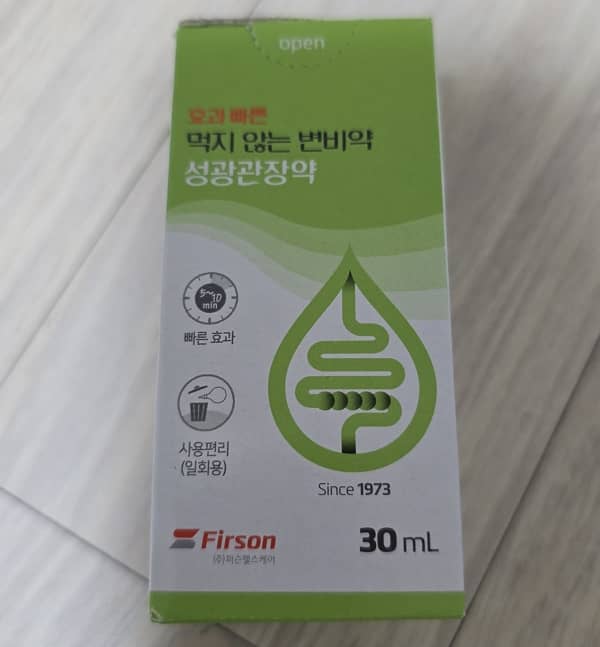 open
효과 빠른
먹지 않는 변비약
성광관장약
5~10
min
빠른 효과
사용편리
(일회용)
Since 1973
Firson
(주)퍼슨헬스케어
30 mL